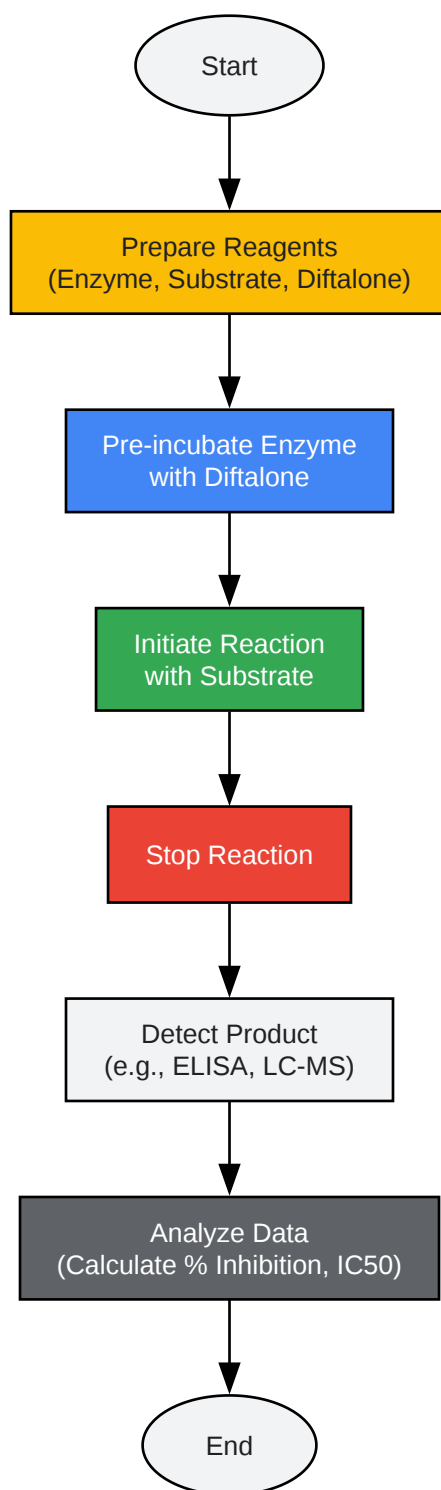 Start
Prepare Reagents
(Enzyme, Substrate, Diftalone)
Pre-incubate Enzyme
with Diftalone
Initiate Reaction
with Substrate
Stop Reaction
Detect Product
(e.g., ELISA, LC-MS)
Analyze Data
(Calculate % Inhibition, IC50)
End